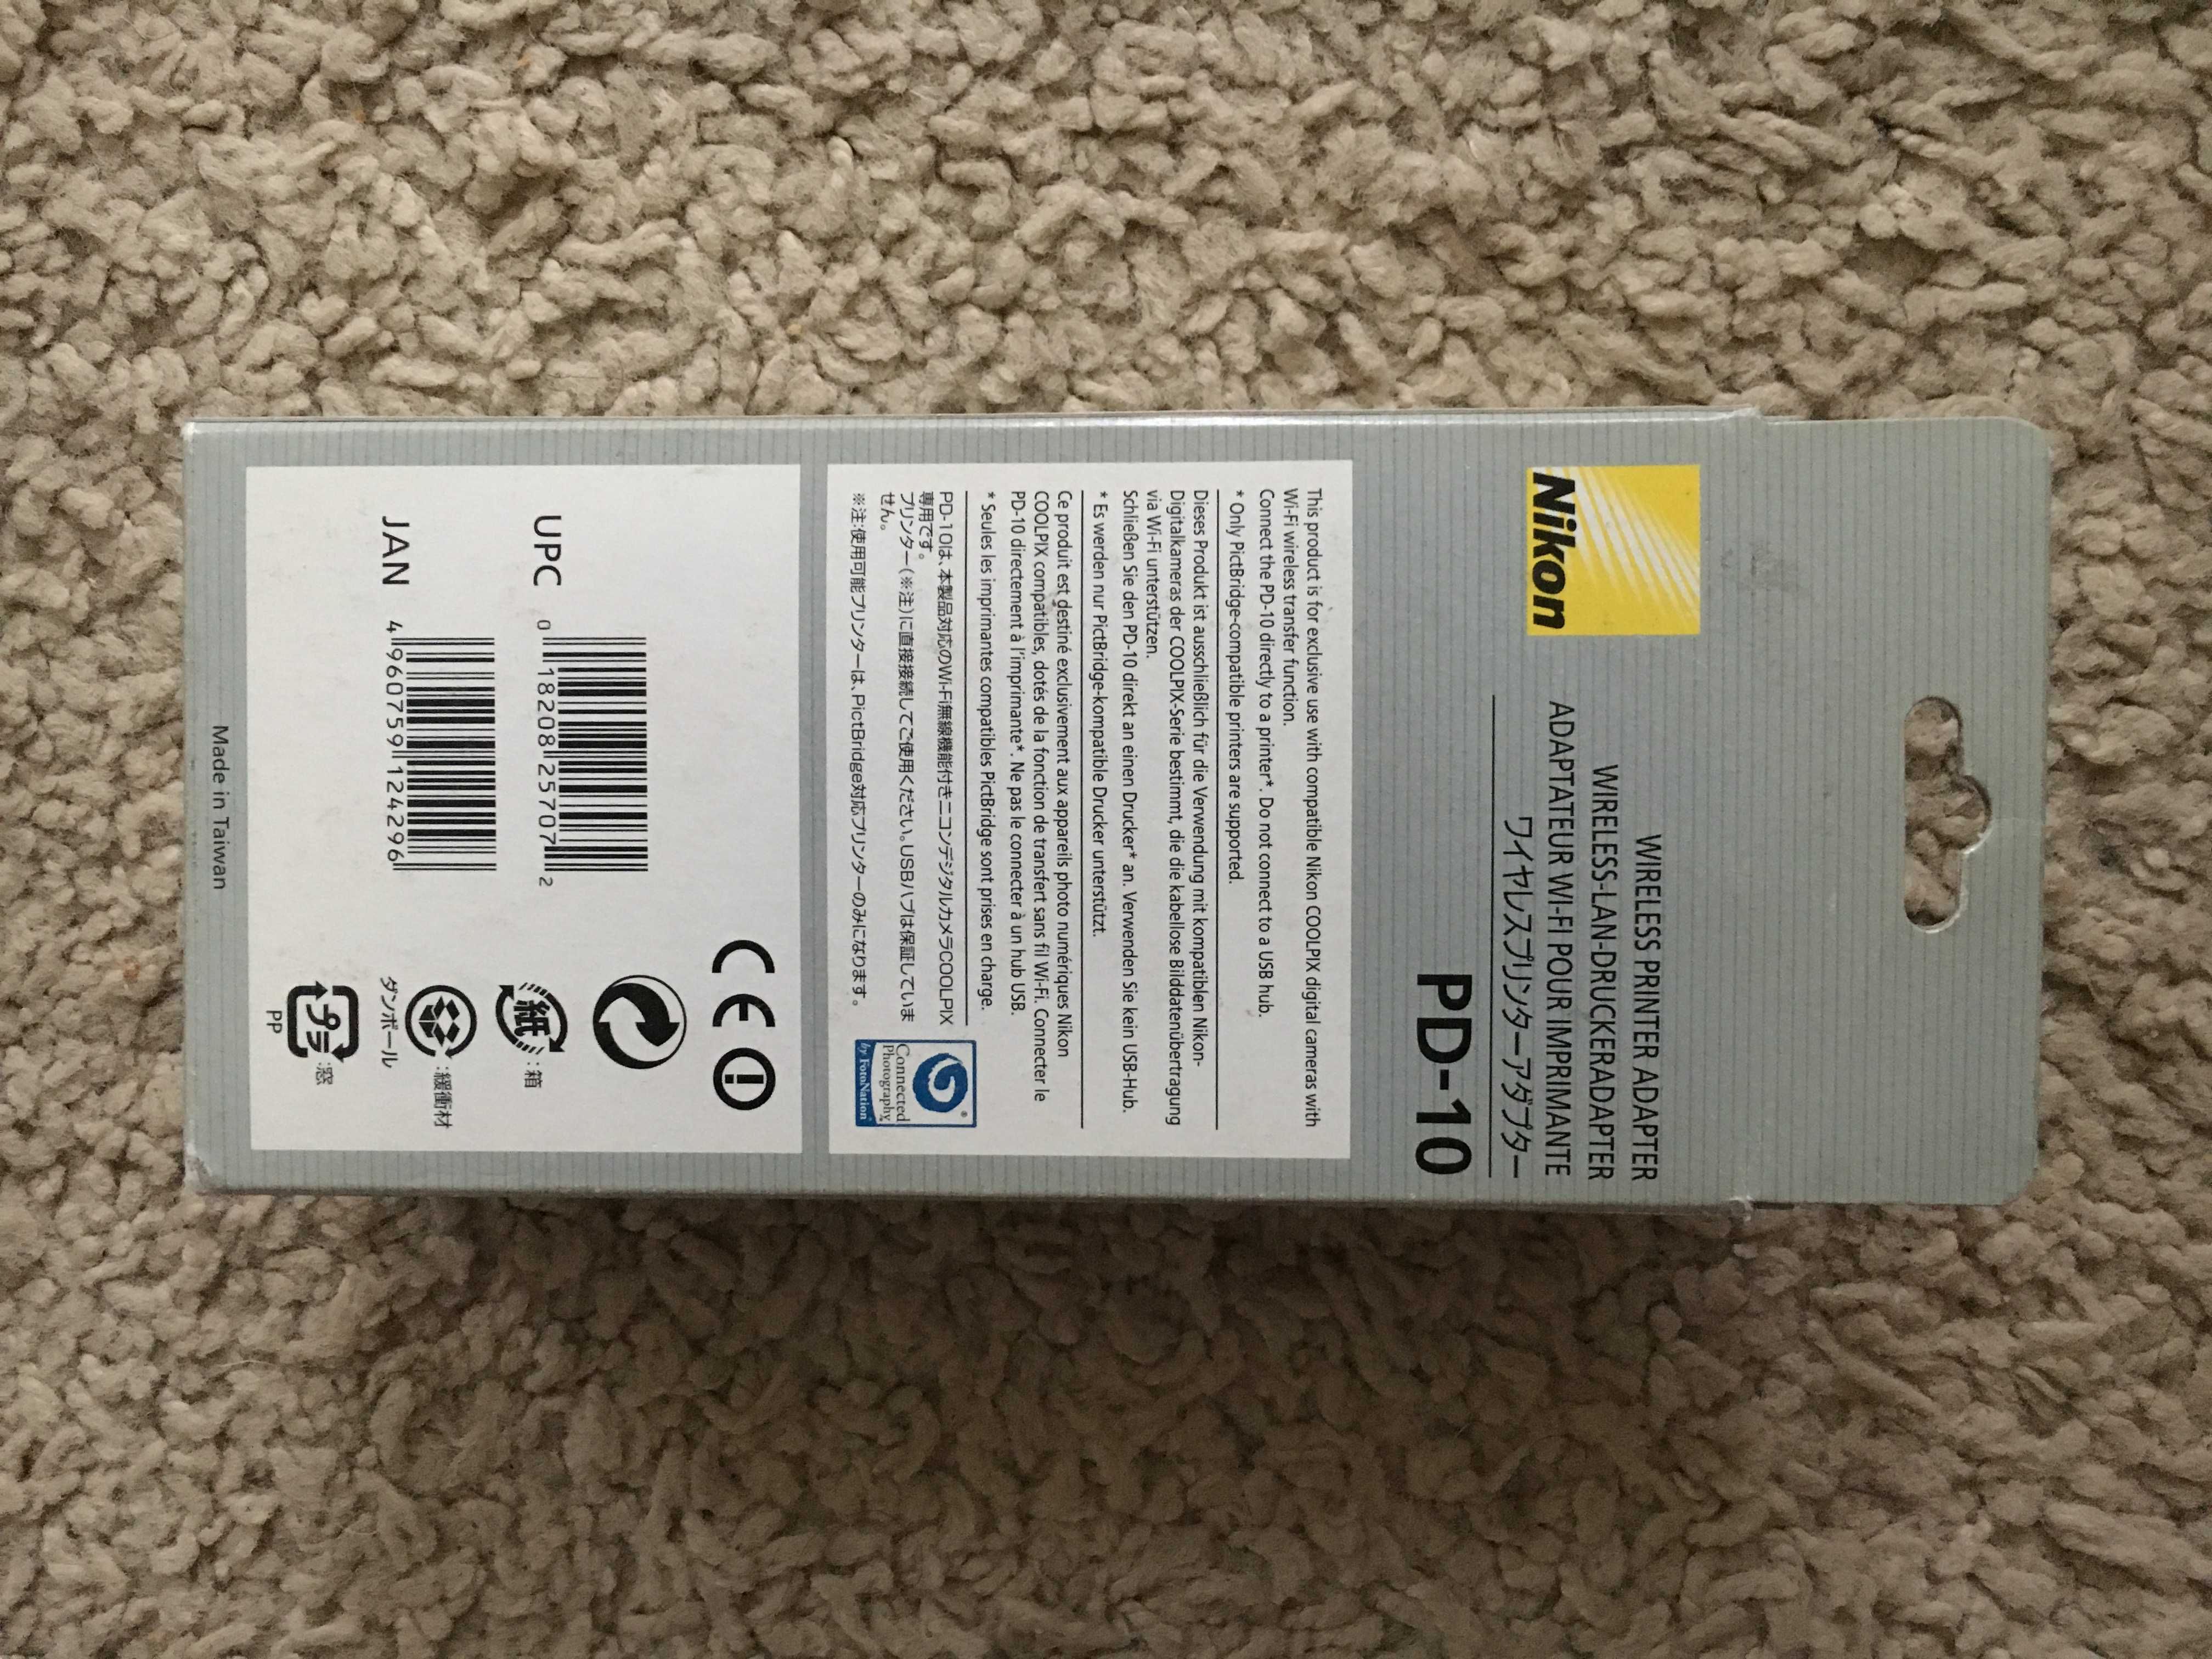 Nikon
WIRELESS PRINTER ADAPTER
WIRELESS-LAN-DRUCKERADAPTER
ADAPTATEUR WI-FI POUR IMPRIMANTE
ワイヤレスプリンターアダプター
PD-10
This product is for exclusive use with compatible Nikon COOLPIX digital cameras with
Wi-Fi wireless transfer function.
Connect the PD-10 directly to a printer*. Do not connect to a USB hub.
* Only PictBridge-compatible printers are supported.
Dieses Produkt ist ausschließlich für die Verwendung mit kompatiblen Nikon-
Digitalkameras der COOLPIX-Serie bestimmt, die die kabellose Bilddatenübertragung
via Wi-Fi unterstützen.
Schließen Sie den PD-10 direkt an einen Drucker* an. Verwenden Sie kein USB-Hub.
* Es werden nur PictBridge-kompatible Drucker unterstützt.
Ce produit est destiné exclusivement aux appareils photo numériques Nikon
COOLPIX compatibles, dotés de la fonction de transfert sans fil Wi-Fi. Connecter le
PD-10 directement à l'imprimante*. Ne pas le connecter à un hub USB.
* Seules les imprimantes compatibles PictBridge sont prises en charge.
PD-10は、本製品対応のWi-Fi無線機能付きニコンデジタルカメラCOOLPIX
専用です。
プリンター(※注)に直接接続してご使用ください。USBハブは保証していま
せん。
※注:使用可能プリンターは、PictBridge対応プリンターのみになります。
Connected
Photography
by FotoNation
®
CE
UPC
0 18208 25707 2
JAN
4 960759 124296
紙:箱
:緩衝材
ダンボール
プラ:窓
PP
Made in Taiwan